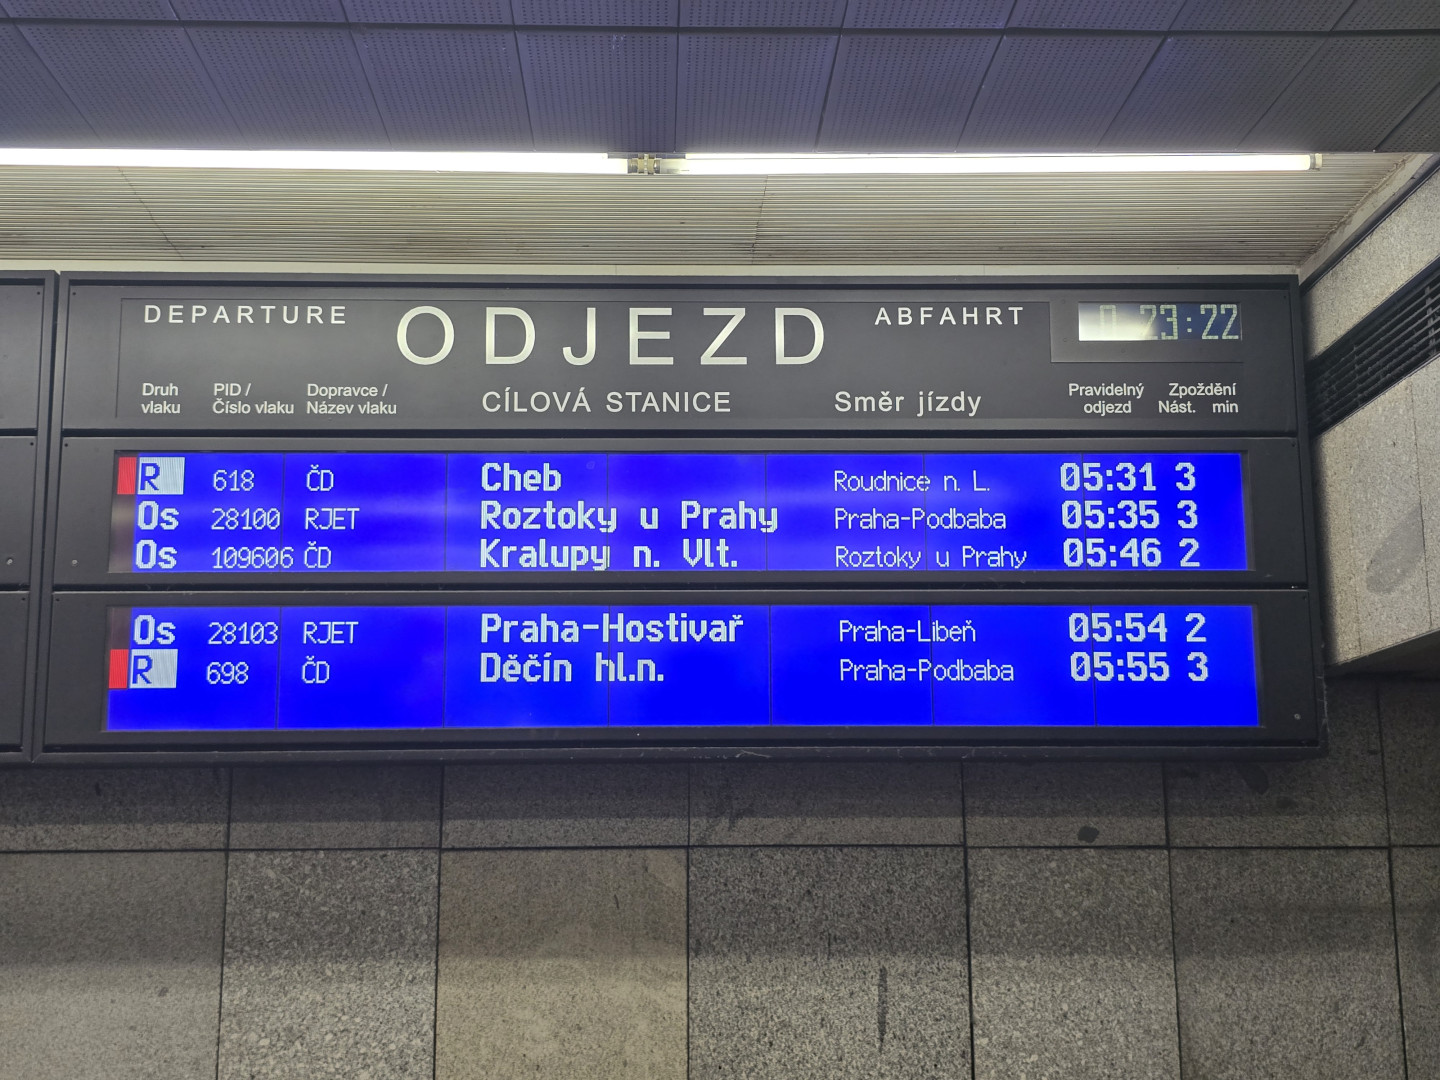 DEPARTURE ODJEZD ABFAHRT 23:22
Druh vlaku
PID / Číslo vlaku
Dopravce / Název vlaku
CÍLOVÁ STANICE
Směr jízdy
Pravidelný odjezd
Zpoždění
Nást. min
R 618 ČD Cheb Roudnice n. L. 05:31 3
Os 28100 RJET Roztoky u Prahy Praha-Podbaba 05:35 3
Os 109606 ČD Kralupy n. Vlt. Roztoky u Prahy 05:46 2
Os 28103 RJET Praha-Hostivař Praha-Libeň 05:54 2
R 698 ČD Děčín hl.n. Praha-Podbaba 05:55 3